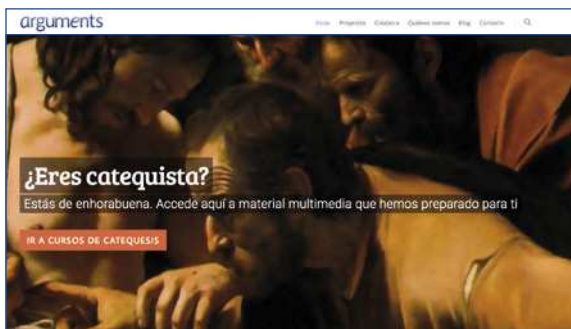 arguments
Inicio Proyectos Colabora Quiénes somos Blog Contacto
¿Eres catequista?
Estás de enhorabuena. Accede aquí a material multimedia que hemos preparado para ti
IR A CURSOS DE CATEQUESIS